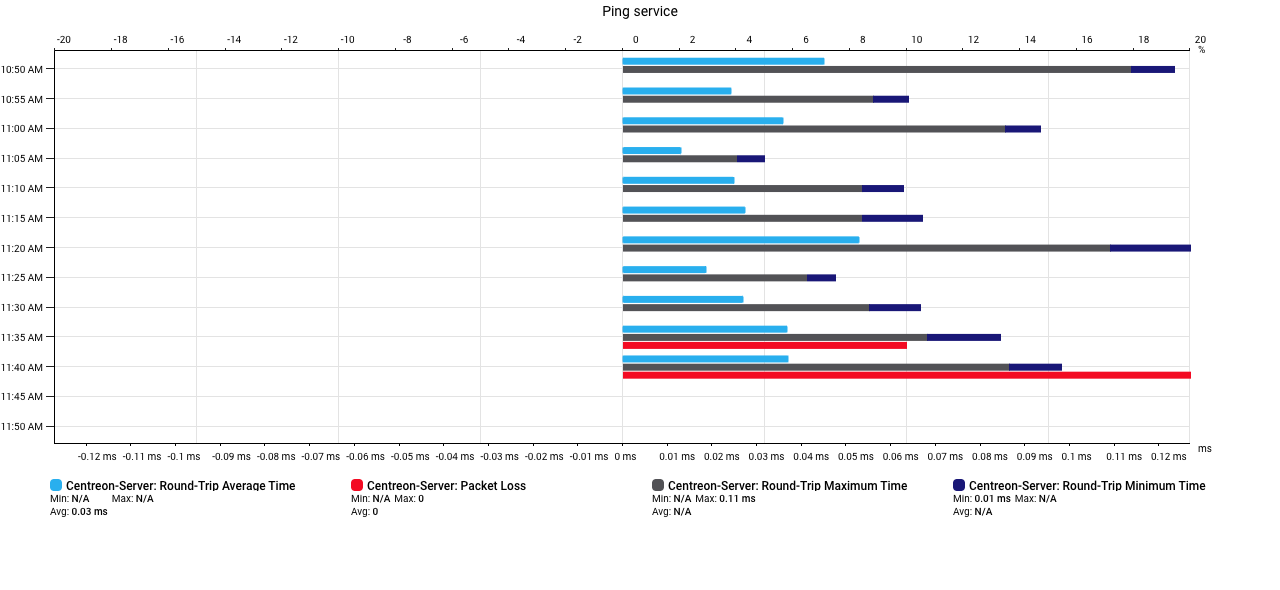 Ping service
-20 -18 -16 -14 -12 -10 -8 -6 -4 -2 0 2 4 6 8 10 12 14 16 18 20
%
10:50 AM
10:55 AM
11:00 AM
11:05 AM
11:10 AM
11:15 AM
11:20 AM
11:25 AM
11:30 AM
11:35 AM
11:40 AM
11:45 AM
11:50 AM
ms
-0.12 ms -0.11 ms -0.1 ms -0.09 ms -0.08 ms -0.07 ms -0.06 ms -0.05 ms -0.04 ms -0.03 ms -0.02 ms -0.01 ms 0 ms 0.01 ms 0.02 ms 0.03 ms 0.04 ms 0.05 ms 0.06 ms 0.07 ms 0.08 ms 0.09 ms 0.1 ms 0.11 ms 0.12 ms
Centreon-Server: Round-Trip Average Time
Min: N/A Max: N/A
Avg: 0.03 ms
Centreon-Server: Packet Loss
Min: N/A Max: 0
Avg: 0
Centreon-Server: Round-Trip Maximum Time
Min: N/A Max: 0.11 ms
Avg: N/A
Centreon-Server: Round-Trip Minimum Time
Min: 0.01 ms Max: N/A
Avg: N/A